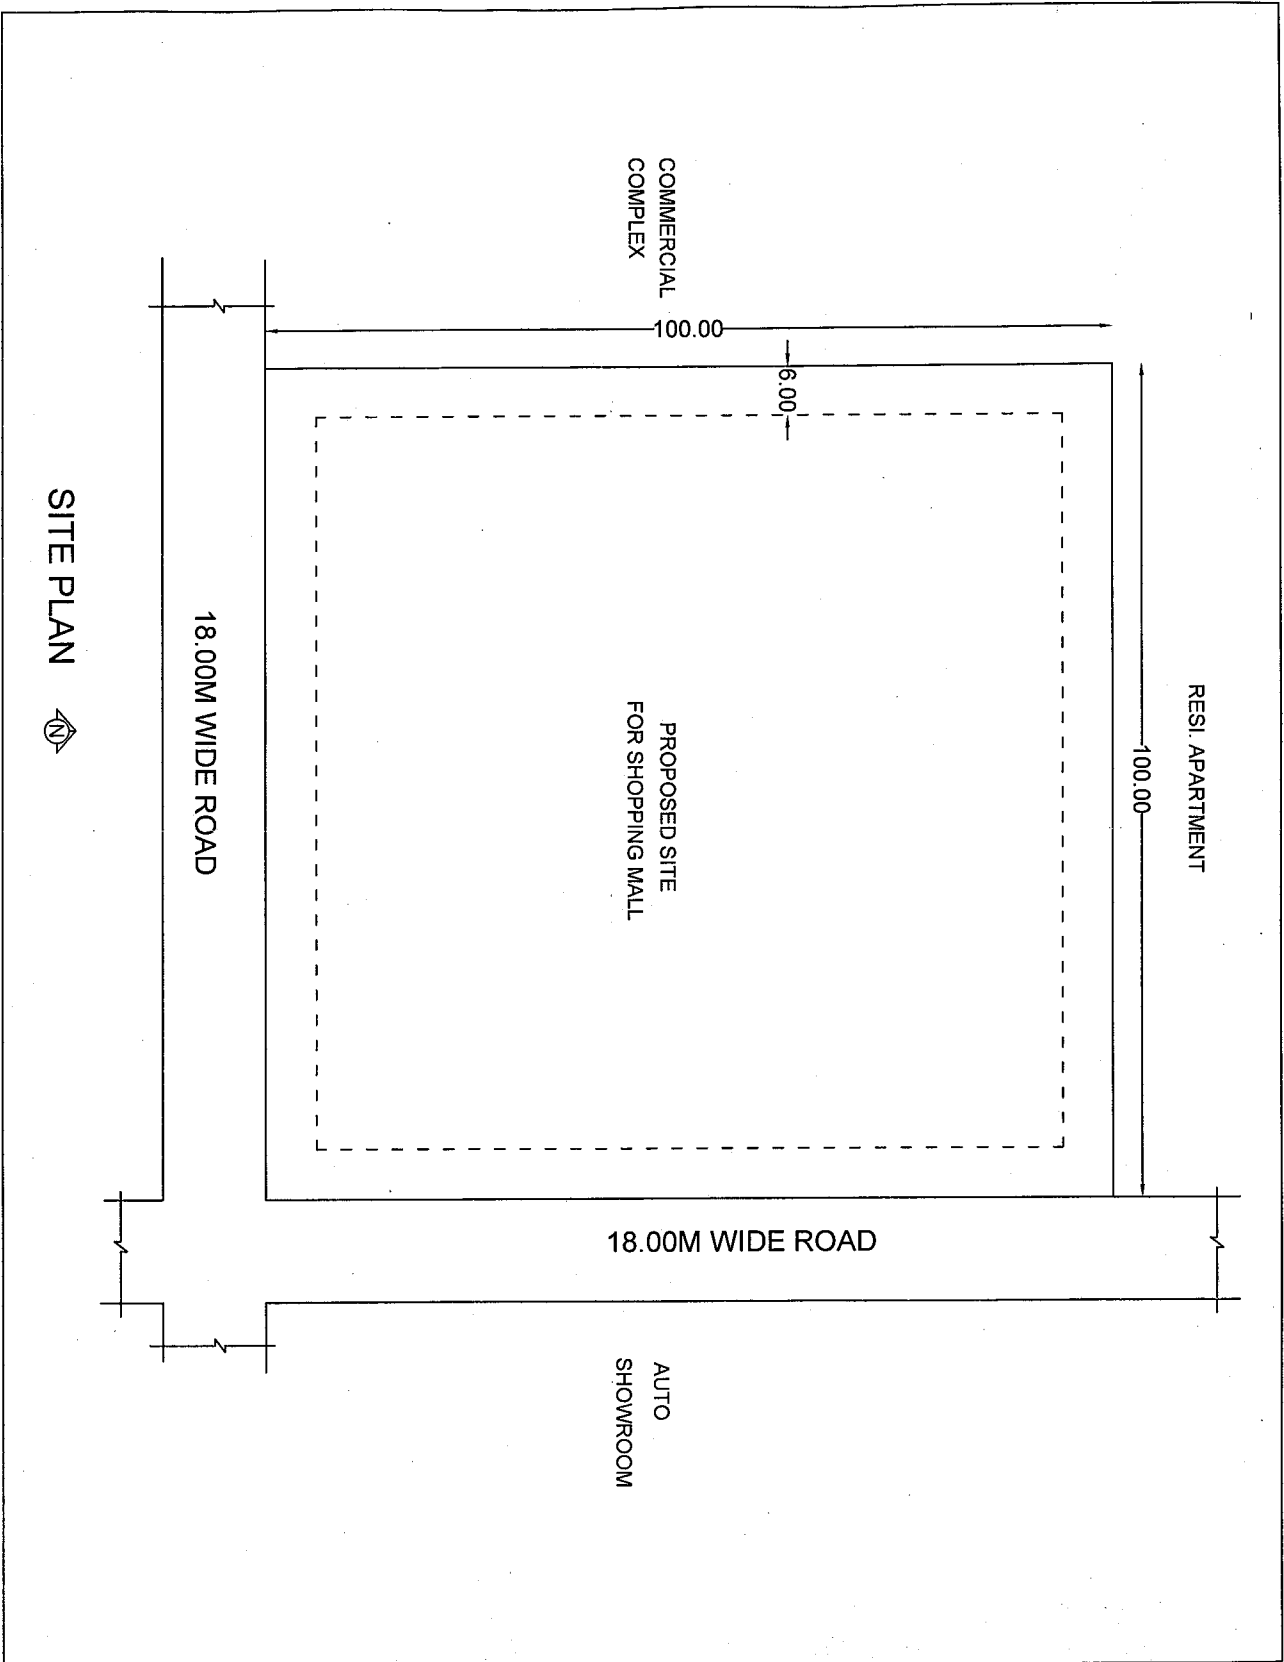 RESI. APARTMENT
100.00
COMMERCIAL
COMPLEX
100.00
6.00
PROPOSED SITE
FOR SHOPPING MALL
18.00M WIDE ROAD
AUTO
SHOWROOM
18.00M WIDE ROAD
SITE PLAN
N